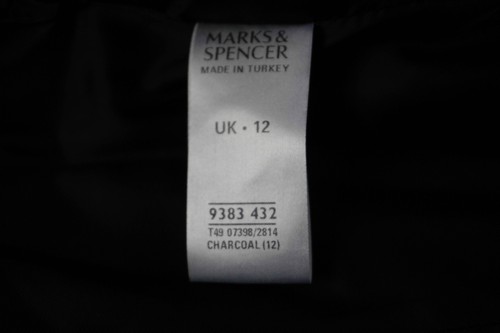 MARKS &
SPENCER
MADE IN TURKEY
UK · 12
9383 432
T49 07398/2814
CHARCOAL (12)